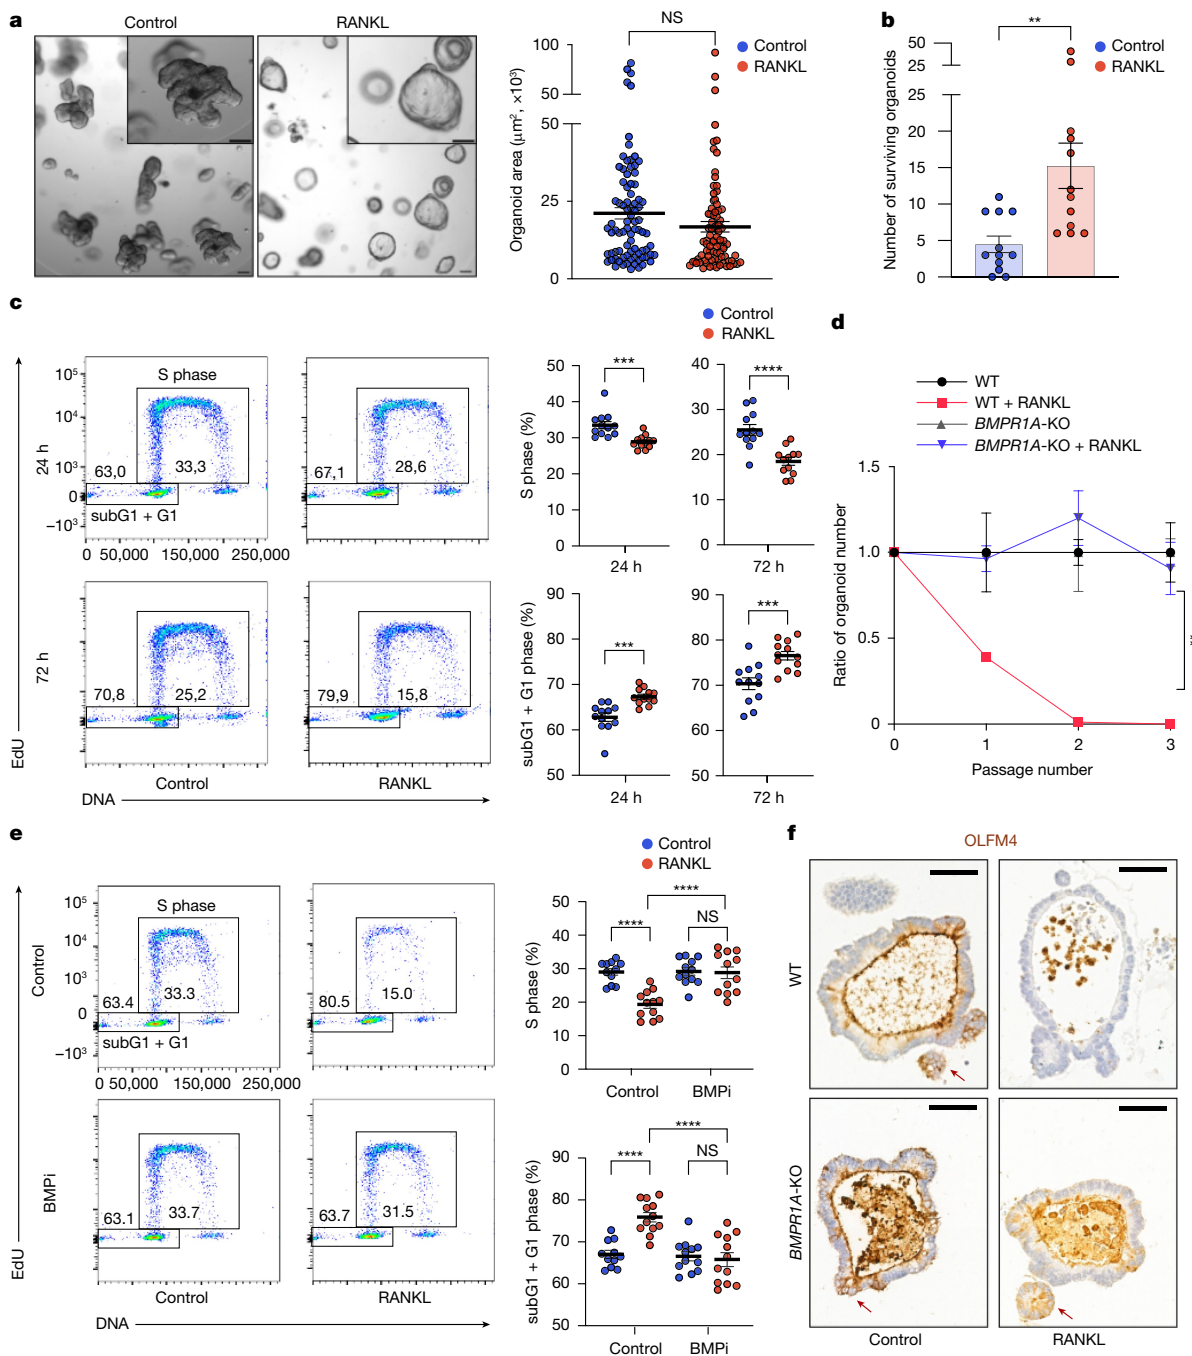 a
Control
RANKL
Organoid area (µm², ×10³)
100
50
50
25
0
NS
Control
RANKL
b
Number of surviving organoids
50
25
25
20
15
10
5
0
**
Control
RANKL
c
24 h
10⁵
10⁴
10³
0
−10³
S phase
63,0
33,3
subG1 + G1
0 50,000 150,000 250,000
67,1
28,6
72 h
70,8
25,2
79,9
15,8
EdU
Control
RANKL
DNA
Control
RANKL
S phase (%)
50
40
30
20
10
0
***
24 h
40
30
20
10
0
****
72 h
subG1 + G1 phase (%)
90
80
70
60
50
***
24 h
90
80
70
60
50
***
72 h
d
WT
WT + RANKL
BMPR1A-KO
BMPR1A-KO + RANKL
Ratio of organoid number
1.5
1.0
0.5
0
**
0 1 2 3
Passage number
e
Control
10⁵
10⁴
10³
0
−10³
S phase
63.4
33.3
subG1 + G1
0 50,000 150,000 250,000
80.5
15.0
BMPi
63.1
33.7
63.7
31.5
EdU
Control
RANKL
DNA
Control
RANKL
S phase (%)
50
40
30
20
10
0
****
****
NS
Control
BMPi
subG1 + G1 phase (%)
90
80
70
60
50
****
****
NS
Control
BMPi
f
OLFM4
WT
BMPR1A-KO
Control
RANKL